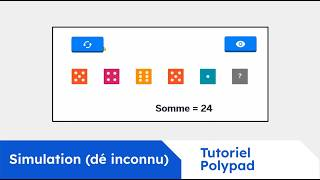 ?
Somme = 24
Simulation (dé inconnu)
Tutoriel
Polypad